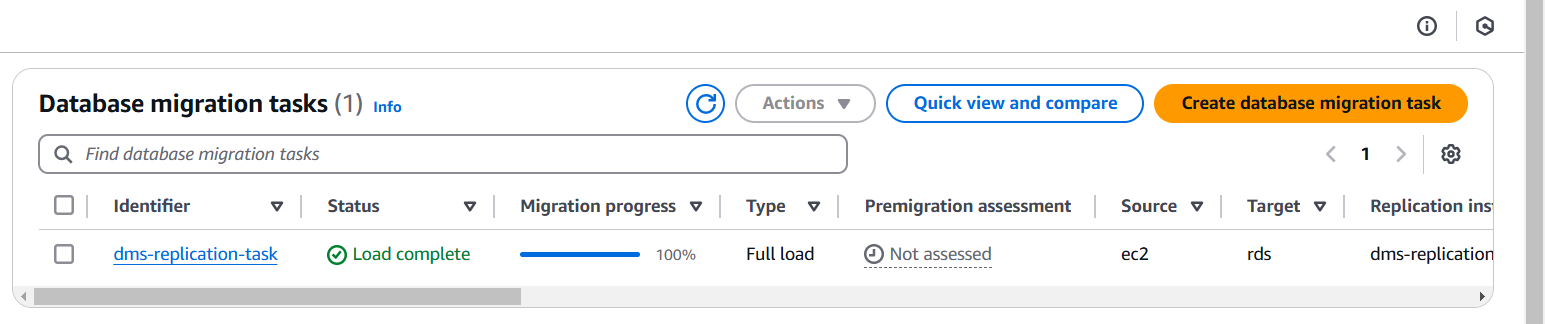 Database migration tasks (1) Info
Actions
Quick view and compare
Create database migration task
Find database migration tasks
1
Identifier Status Migration progress Type Premigration assessment Source Target Replication ins
dms-replication-task Load complete 100% Full load Not assessed ec2 rds dms-replication